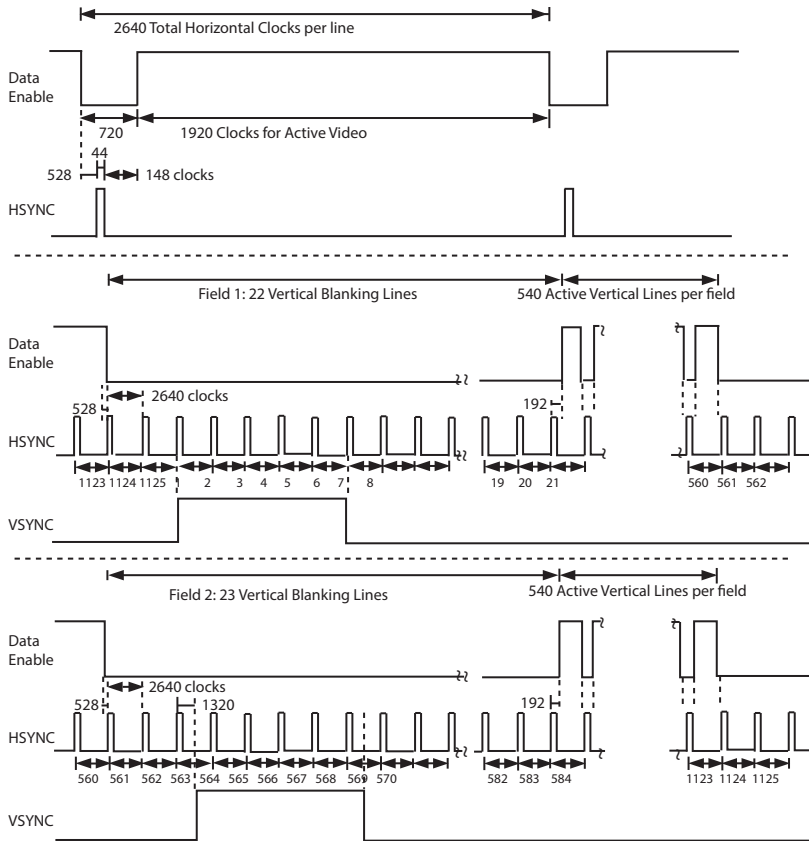 2640 Total Horizontal Clocks per line
Data
Enable
720
1920 Clocks for Active Video
44
528
148 clocks
HSYNC
Field 1: 22 Vertical Blanking Lines
540 Active Vertical Lines per field
Data
Enable
528
2640 clocks
192
HSYNC
1123 1124 1125 1 2 3 4 5 6 7 8 19 20 21 560 561 562
VSYNC
Field 2: 23 Vertical Blanking Lines
540 Active Vertical Lines per field
Data
Enable
528
2640 clocks
1320
192
HSYNC
560 561 562 563 564 565 566 567 568 569 570 582 583 584 1123 1124 1125
VSYNC